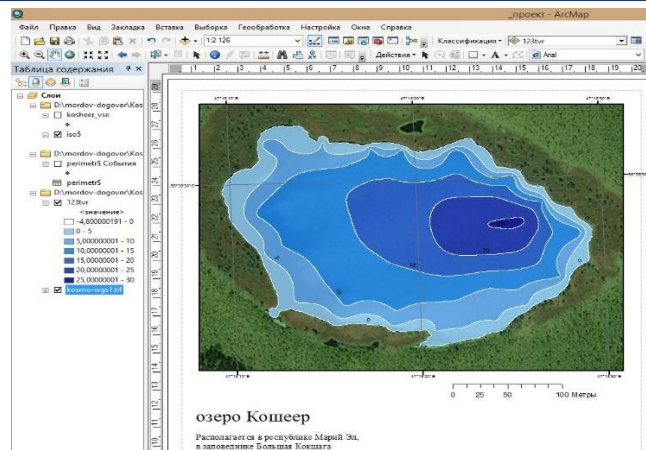 _проект - ArcMap
Файл Правка Вид Закладка Вставка Выборка Геообработка Настройка Окна Справка
1:2 126
Классификация
123tvr
Действия
Arial
Таблица содержания
Слои
D:\mordov-dogovor\Kos
kosheer_vse
iso5
D:\mordov-dogovor\Kos
perimetr$ События
perimetr$
D:\mordov-dogovor\Kos
123tvr
<значение>
-4,800000191 - 0
0 - 5
5,00000001 - 10
10,00000001 - 15
15,00000001 - 20
20,00000001 - 25
25,00000001 - 30
kosmo-wgs1.tif
0 25 50 100 Метры
озеро Кошеер
Располагается в республике Марий Эл,
в заповеднике Большая Кокшага